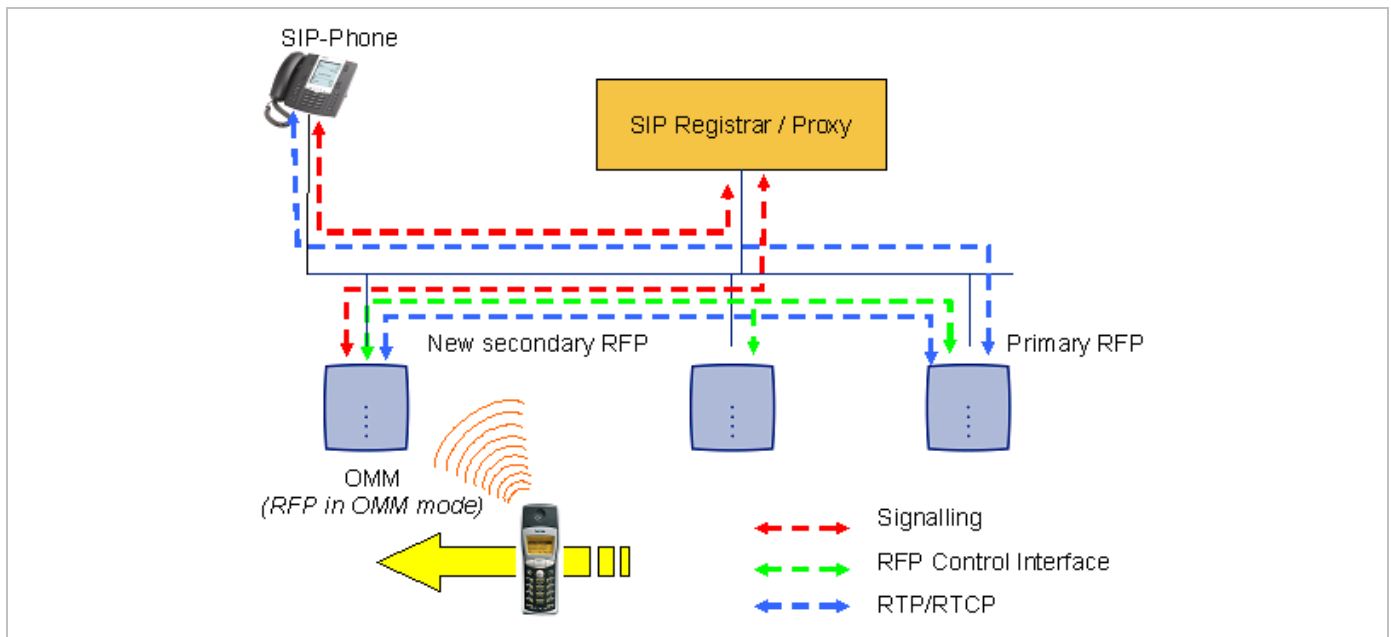 SIP-Phone
SIP Registrar / Proxy
New secondary RFP
Primary RFP
OMM
(RFP in OMM mode)
Signalling
RFP Control Interface
RTP/RTCP